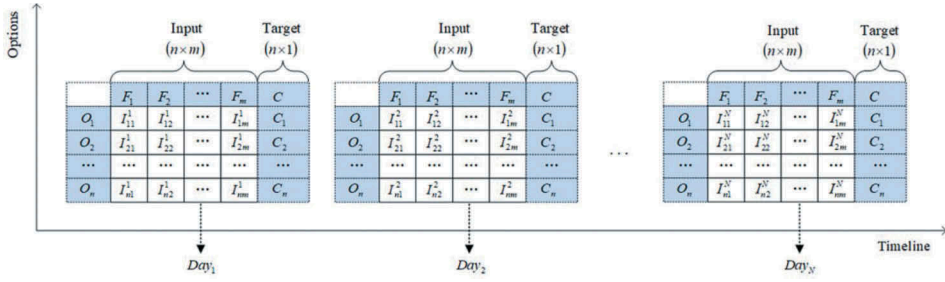 Options
Input Target Input Target Input Target
(n×m) (n×1) (n×m) (n×1) (n×m) (n×1)
F₁ F₂ ... Fₘ C F₁ F₂ ... Fₘ C F₁ F₂ ... Fₘ C
O₁ I¹₁₁ I¹₁₂ ... I¹₁ₘ C₁ O₁ I²₁₁ I²₁₂ ... I²₁ₘ C₁ O₁ Iᴺ₁₁ Iᴺ₁₂ ... Iᴺ₁ₘ C₁
O₂ I¹₂₁ I¹₂₂ ... I¹₂ₘ C₂ O₂ I²₂₁ I²₂₂ ... I²₂ₘ C₂ ... O₂ Iᴺ₂₁ Iᴺ₂₂ ... Iᴺ₂ₘ C₂
... ... ... ... ... ... ... ... ... ... ... ... ... ... ... ... ... ...
Oₙ I¹ₙ₁ I¹ₙ₂ ... I¹ₙₘ Cₙ Oₙ I²ₙ₁ I²ₙ₂ ... I²ₙₘ Cₙ Oₙ Iᴺₙ₁ Iᴺₙ₂ ... Iᴺₙₘ Cₙ
Timeline
Day₁ Day₂ Day_N